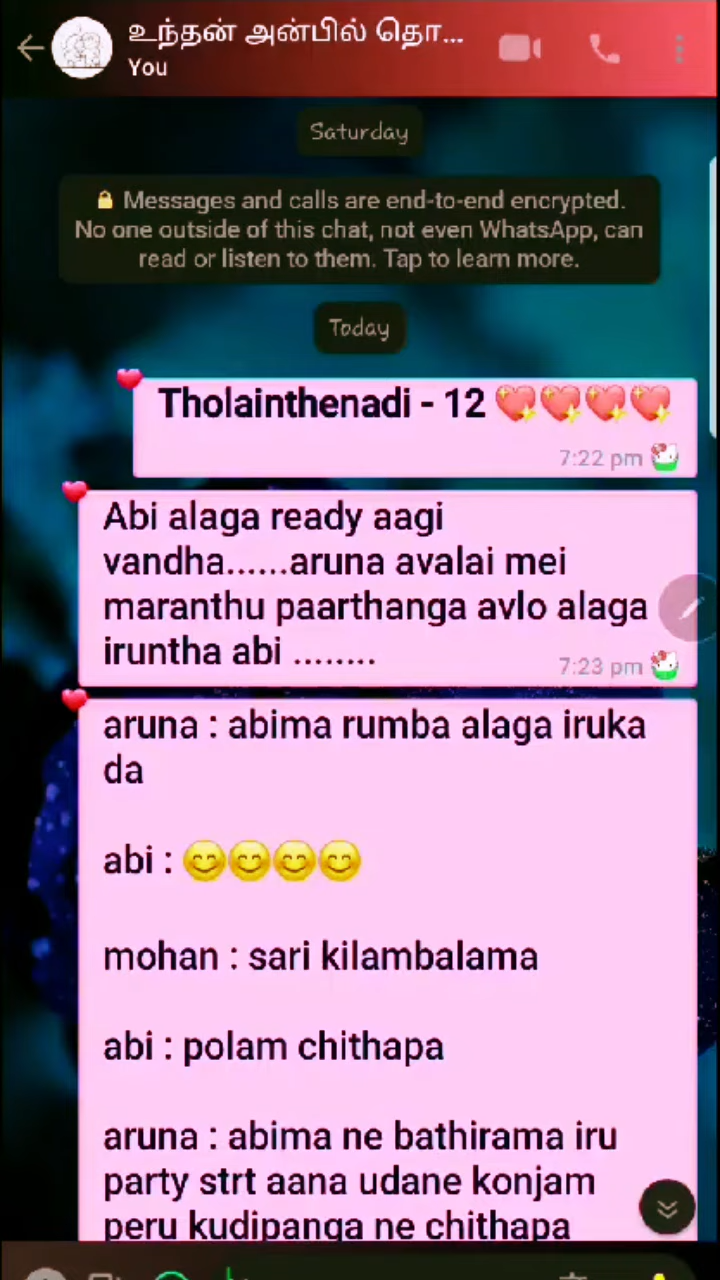 உந்தன் அன்பில் தொ...
You
Saturday
Messages and calls are end-to-end encrypted.
No one outside of this chat, not even WhatsApp, can
read or listen to them. Tap to learn more.
Today
Tholainthenadi - 12 💖💖💖💖
7:22 pm
Abi alaga ready aagi
vandha......aruna avalai mei
maranthu paarthanga avlo alaga
iruntha abi ........
7:23 pm
aruna : abima rumba alaga iruka
da
abi : 😊😊😊😊
mohan : sari kilambalama
abi : polam chithapa
aruna : abima ne bathirama iru
party strt aana udane konjam
peru kudipanga ne chithapa